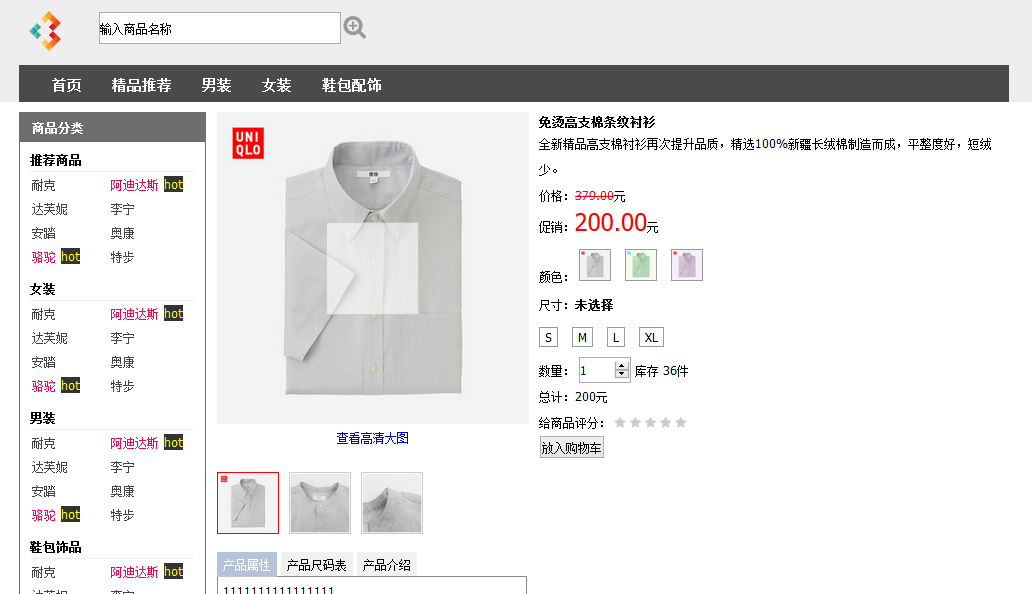 输入商品名称
首页 精品推荐 男装 女装 鞋包配饰
商品分类
推荐商品
耐克 阿迪达斯 hot
达芙妮 李宁
安踏 奥康
骆驼 hot 特步
女装
耐克 阿迪达斯 hot
达芙妮 李宁
安踏 奥康
骆驼 hot 特步
男装
耐克 阿迪达斯 hot
达芙妮 李宁
安踏 奥康
骆驼 hot 特步
鞋包饰品
耐克 阿迪达斯 hot
达芙妮 李宁
UNI
QLO
查看高清大图
产品属性 产品尺码表 产品介绍
1111111111111111
免烫高支棉条纹衬衫
全新精品高支棉衬衫再次提升品质，精选100%新疆长绒棉制造而成，平整度好，短绒
少。
价格：379.00元
促销：200.00元
颜色：
尺寸：未选择
S M L XL
数量： 1 库存 36件
总计：200元
给商品评分：
放入购物车